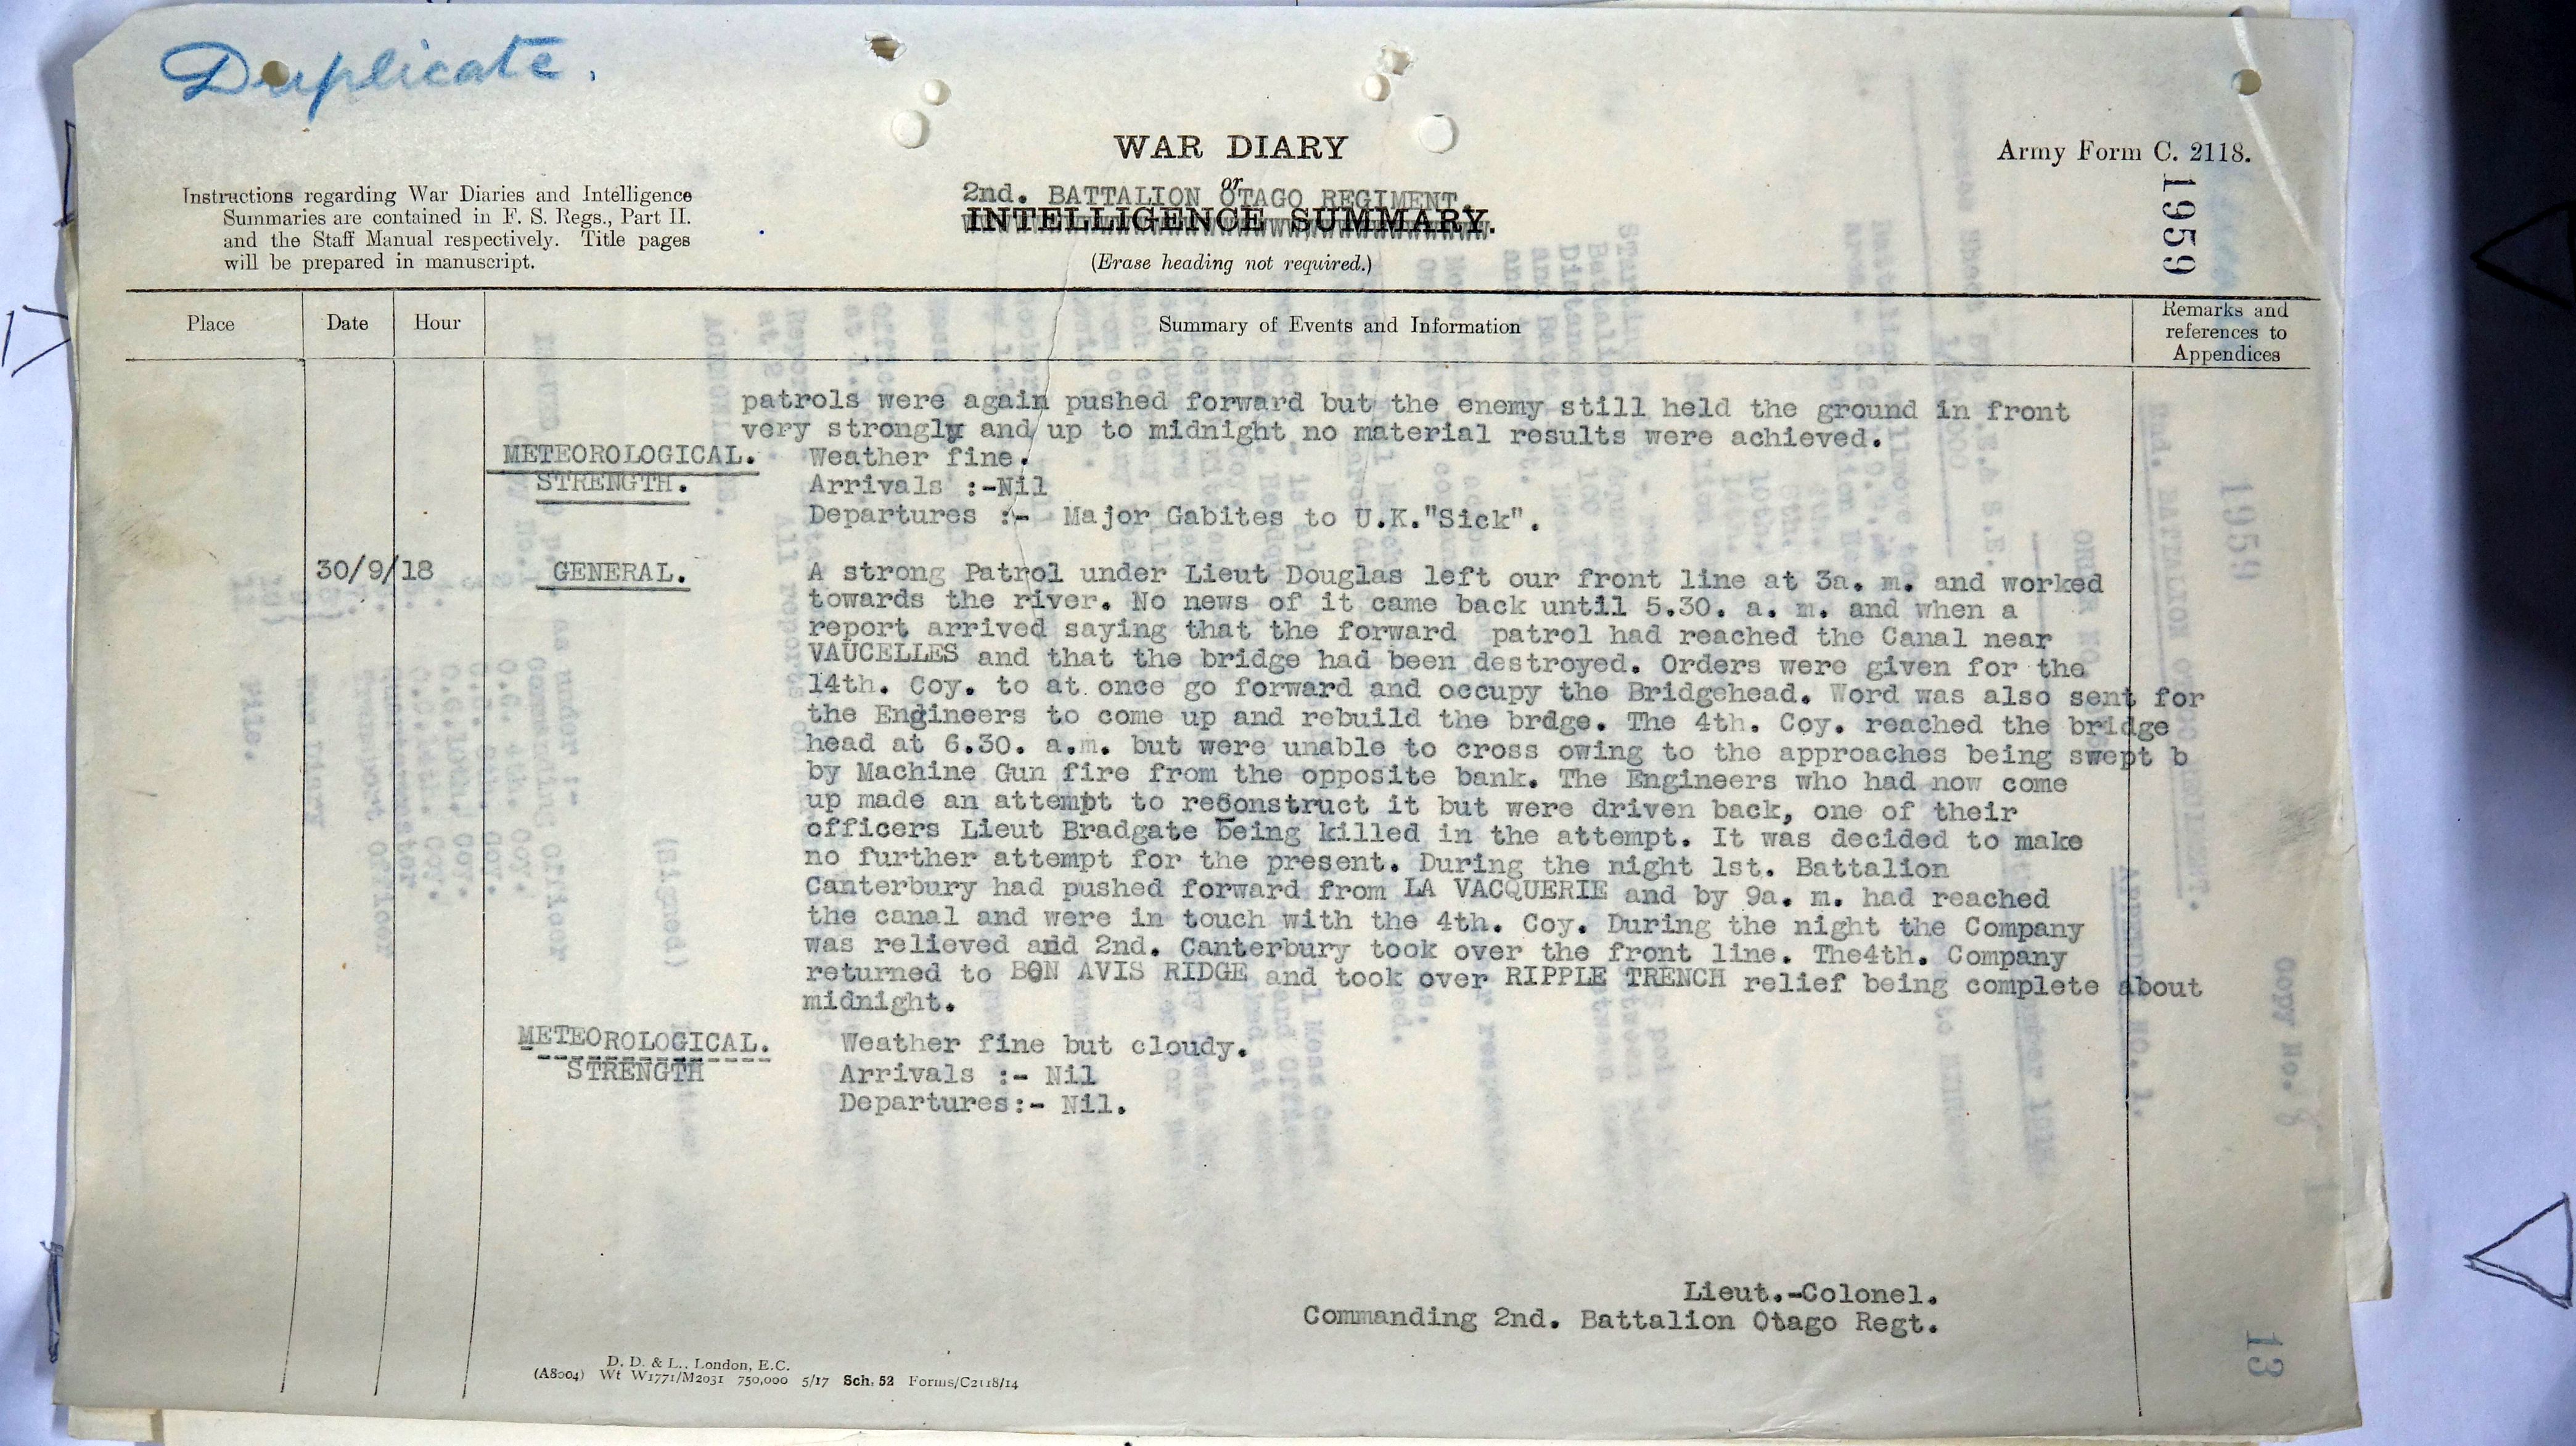 Duplicate.
WAR DIARY
or
2nd. BATTALION OTAGO REGIMENT.
INTELLIGENCE SUMMARY.
(Erase heading not required.)
Army Form C. 2118.
1959
Instructions regarding War Diaries and Intelligence
Summaries are contained in F. S. Regs., Part II.
and the Staff Manual respectively. Title pages
will be prepared in manuscript.
Place
Date
Hour
Summary of Events and Information
Remarks and
references to
Appendices
patrols were again pushed forward but the enemy still held the ground in front
very strongly and up to midnight no material results were achieved.
METEOROLOGICAL. Weather fine.
STRENGTH. Arrivals :-Nil
Departures :- Major Gabites to U.K."Sick".
30/9/18 GENERAL. A strong Patrol under Lieut Douglas left our front line at 3a. m. and worked
towards the river. No news of it came back until 5.30. a. m. and when a
report arrived saying that the forward patrol had reached the Canal near
VAUCELLES and that the bridge had been destroyed. Orders were given for the
14th. Coy. to at once go forward and occupy the Bridgehead. Word was also sent for
the Engineers to come up and rebuild the brdge. The 4th. Coy. reached the bridge
head at 6.30. a.m. but were unable to cross owing to the approaches being swept b
by Machine Gun fire from the opposite bank. The Engineers who had now come
up made an attempt to reconstruct it but were driven back, one of their
officers Lieut Bradgate being killed in the attempt. It was decided to make
no further attempt for the present. During the night 1st. Battalion
Canterbury had pushed forward from LA VACQUERIE and by 9a. m. had reached
the canal and were in touch with the 4th. Coy. During the night the Company
was relieved and 2nd. Canterbury took over the front line. The4th. Company
returned to BON AVIS RIDGE and took over RIPPLE TRENCH relief being complete about
midnight.
METEOROLOGICAL. Weather fine but cloudy.
STRENGTH Arrivals :- Nil
Departures:- Nil.
Lieut.-Colonel.
Commanding 2nd. Battalion Otago Regt.
D. D. & L., London, E.C.
(A8004) Wt W1771/M2031 750,000 5/17 Sch. 52 Forms/C2118/14
13